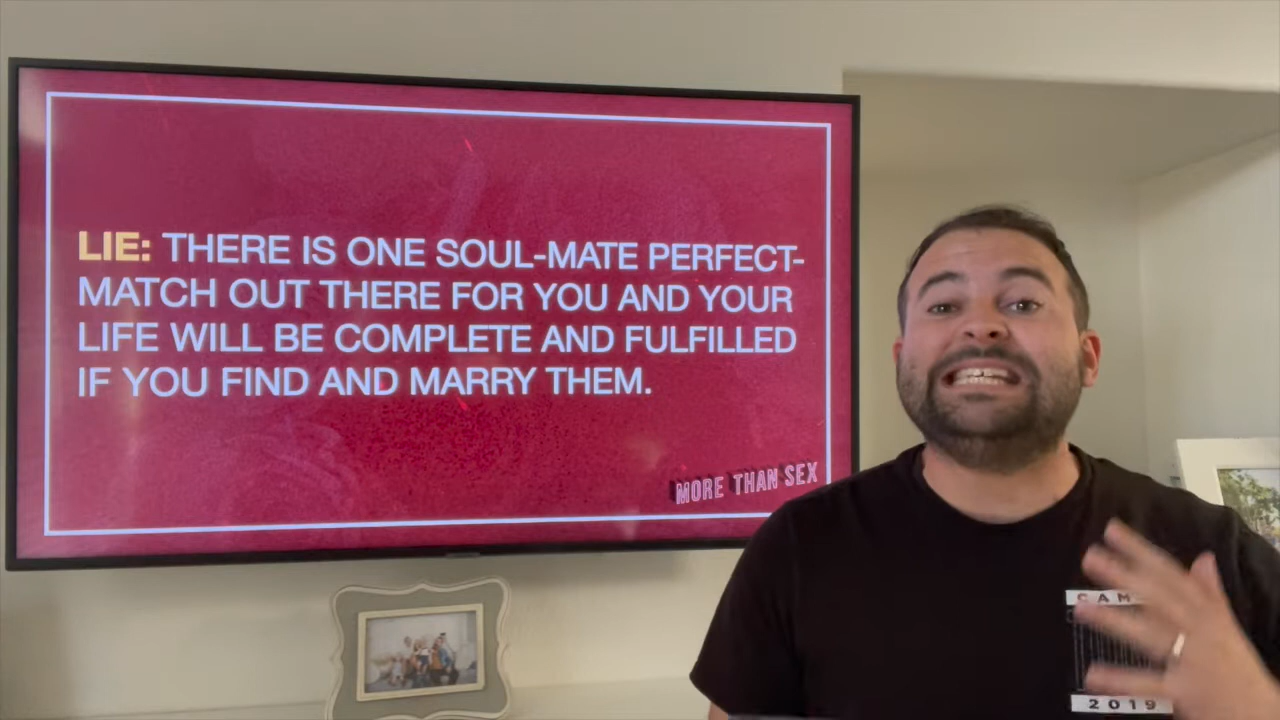 LIE: THERE IS ONE SOUL-MATE PERFECT-
MATCH OUT THERE FOR YOU AND YOUR
LIFE WILL BE COMPLETE AND FULFILLED
IF YOU FIND AND MARRY THEM.
MORE THAN SEX
2019